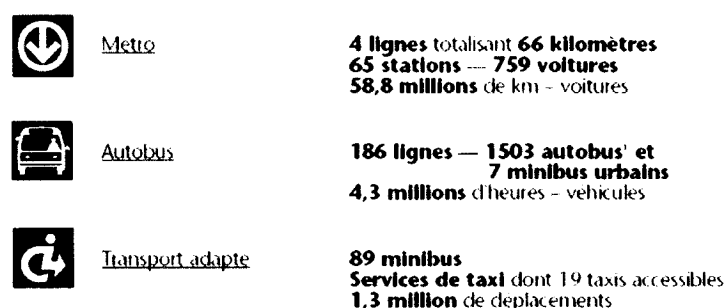 Metro
4 lignes totalisant 66 kilomètres
65 stations — 759 voitures
58,8 millions de km - voitures
Autobus
186 lignes — 1503 autobus' et
7 minibus urbains
4,3 millions d'heures - véhicules
Transport adapte
89 minibus
Services de taxi dont 19 taxis accessibles
1,3 million de déplacements